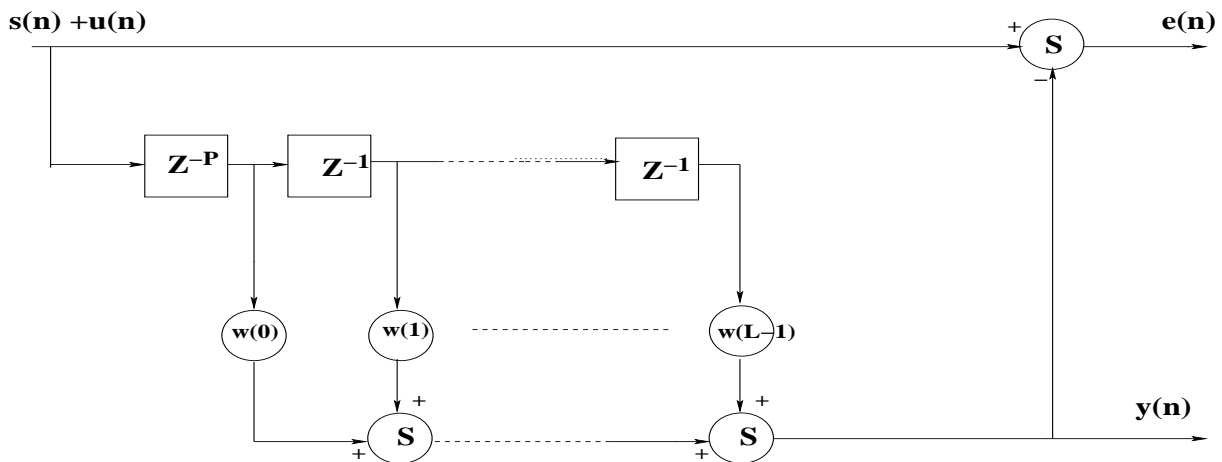 s(n) +u(n)
e(n)
+
S
−
Z⁻ᴾ
Z⁻¹
Z⁻¹
w(0)
w(1)
w(L−1)
+
+
y(n)
S
S
+
+